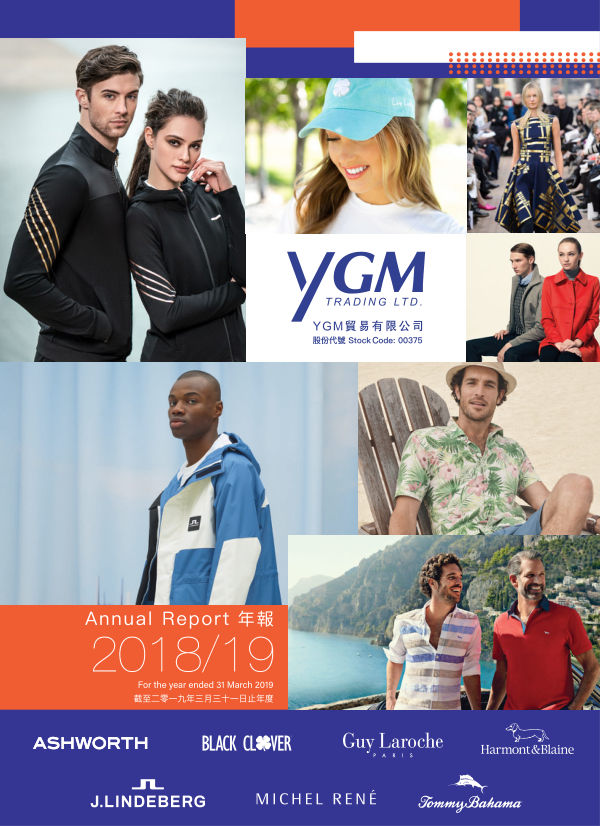 YGM
TRADING LTD.
YGM貿易有限公司
股份代號 Stock Code: 00375
Annual Report 年報
2018/19
For the year ended 31 March 2019
截至二零一九年三月三十一日止年度
ASHWORTH
BLACK CLOVER
Guy Laroche
PARIS
Harmont&Blaine
J.LINDEBERG
MICHEL RENÉ
Tommy Bahama